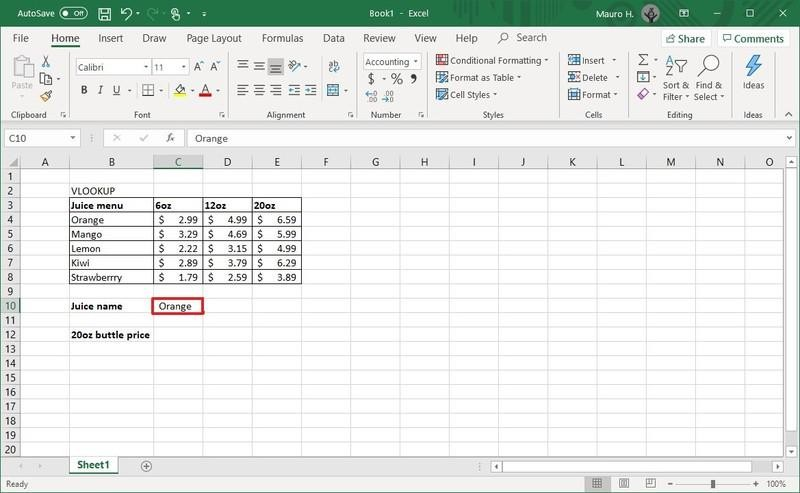 AutoSave Off Book1 - Excel Mauro H.
File Home Insert Draw Page Layout Formulas Data Review View Help Search Share Comments
Paste
Clipboard
Calibri 11
B I U A
Font
ab
Alignment
Accounting
$ % 9
Number
Conditional Formatting
Format as Table
Cell Styles
Styles
Insert
Delete
Format
Cells
Sort & Filter
Find & Select
Editing
Ideas
Ideas
C10 fx Orange
A B C D E F G H I J K L M N O
1
2 VLOOKUP
3 Juice menu 6oz 12oz 20oz
4 Orange $ 2.99 $ 4.99 $ 6.59
5 Mango $ 3.29 $ 4.69 $ 5.99
6 Lemon $ 2.22 $ 3.15 $ 4.99
7 Kiwi $ 2.89 $ 3.79 $ 6.29
8 Strawberrry $ 1.79 $ 2.59 $ 3.89
9
10 Juice name Orange
11
12 20oz buttle price
13
14
15
16
17
18
19
20
Sheet1
Ready 100%